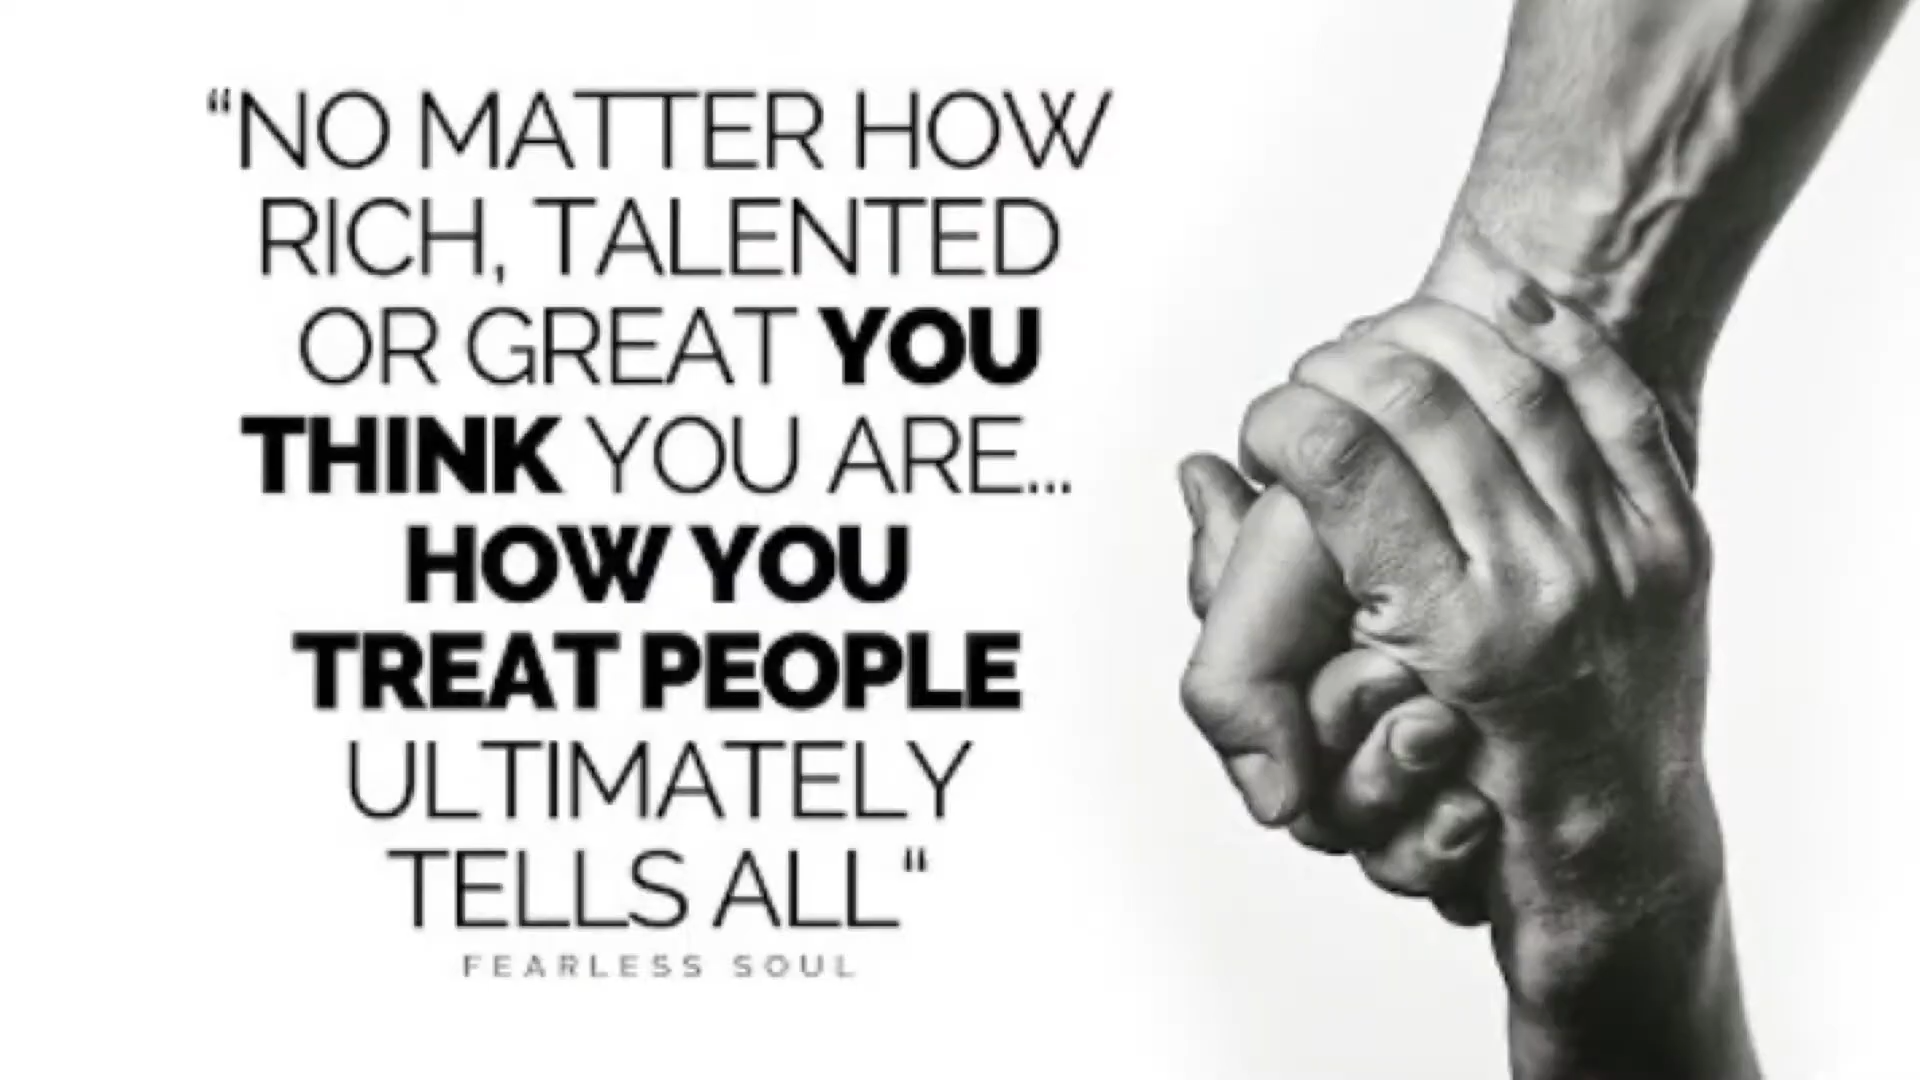 “NO MATTER HOW
RICH, TALENTED
OR GREAT YOU
THINK YOU ARE...
HOW YOU
TREAT PEOPLE
ULTIMATELY
TELLS ALL“
FEARLESS SOUL